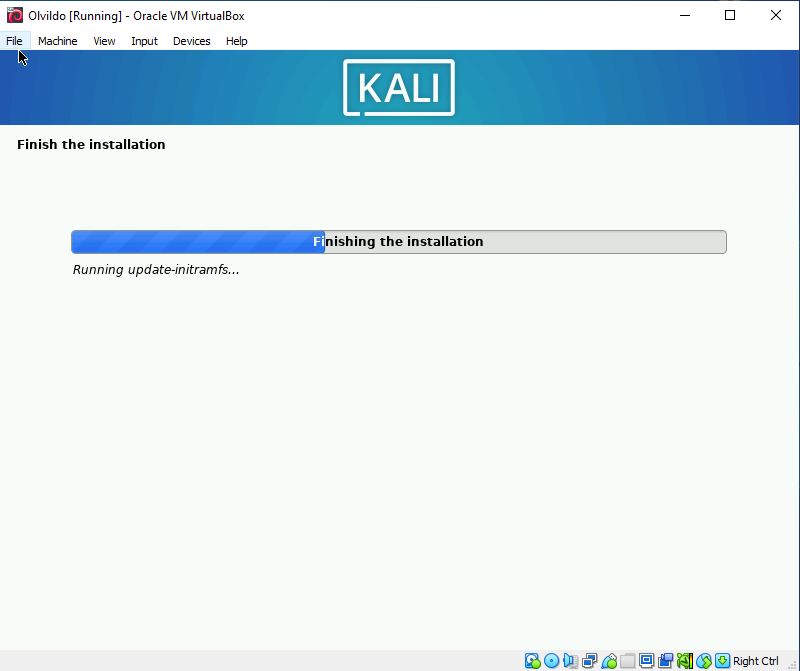 Olvildo [Running] - Oracle VM VirtualBox
File Machine View Input Devices Help
KALI
Finish the installation
Finishing the installation
Running update-initramfs...
Right Ctrl